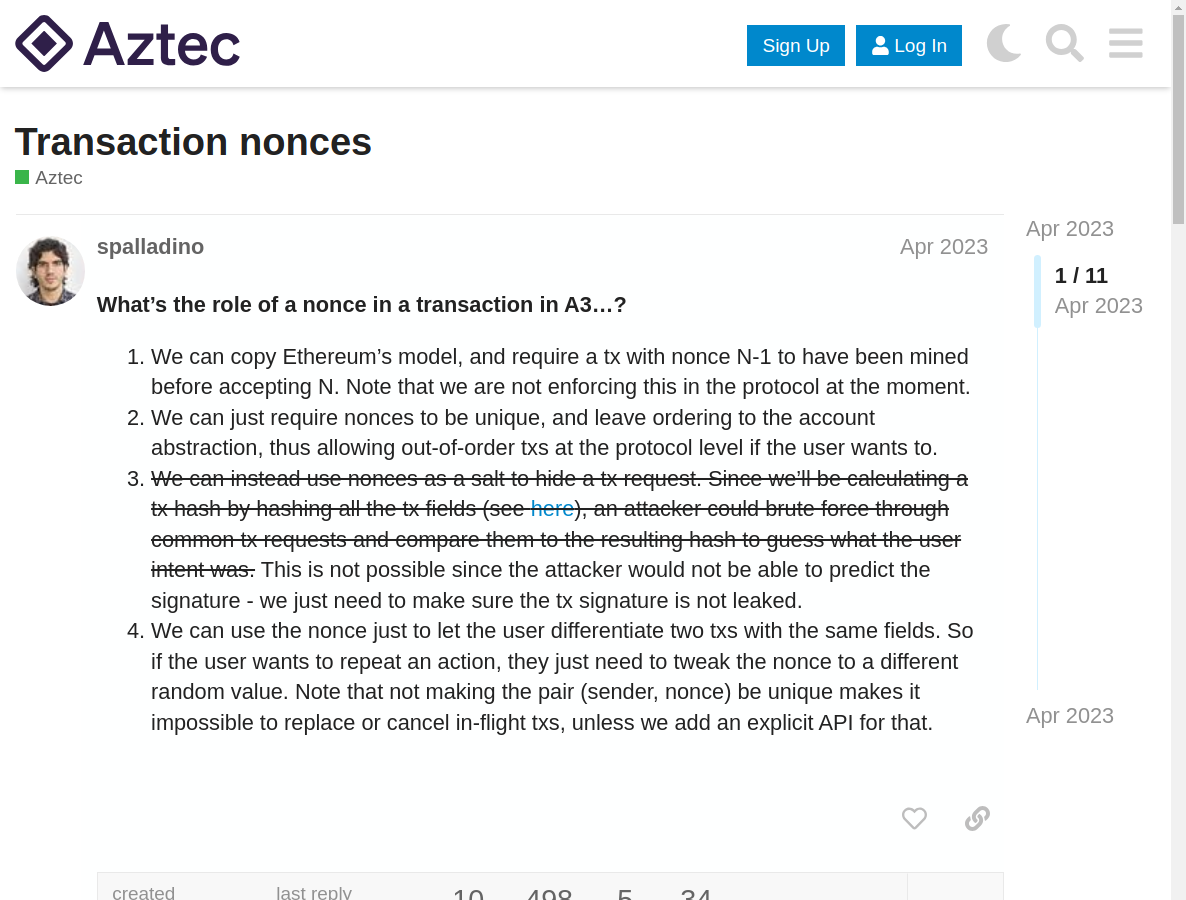 Aztec
Sign Up
Log In
Transaction nonces
Aztec
spalladino
Apr 2023
Apr 2023
1 / 11
Apr 2023
What’s the role of a nonce in a transaction in A3…?
1. We can copy Ethereum’s model, and require a tx with nonce N-1 to have been mined
before accepting N. Note that we are not enforcing this in the protocol at the moment.
2. We can just require nonces to be unique, and leave ordering to the account
abstraction, thus allowing out-of-order txs at the protocol level if the user wants to.
3. We can instead use nonces as a salt to hide a tx request. Since we’ll be calculating a
tx hash by hashing all the tx fields (see here), an attacker could brute force through
common tx requests and compare them to the resulting hash to guess what the user
intent was. This is not possible since the attacker would not be able to predict the
signature - we just need to make sure the tx signature is not leaked.
4. We can use the nonce just to let the user differentiate two txs with the same fields. So
if the user wants to repeat an action, they just need to tweak the nonce to a different
random value. Note that not making the pair (sender, nonce) be unique makes it
impossible to replace or cancel in-flight txs, unless we add an explicit API for that.
Apr 2023
created
last reply
10
498
5
34